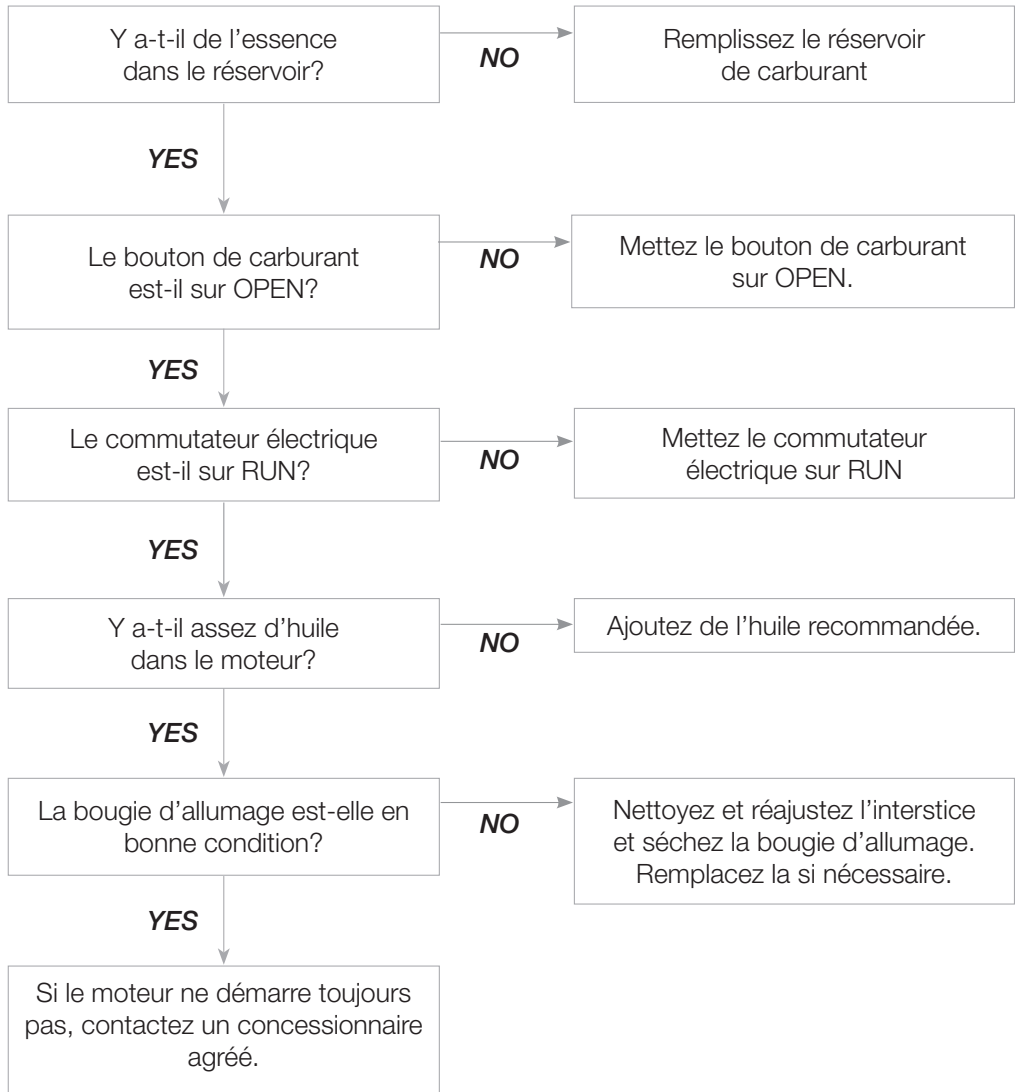 Y a-t-il de l’essence
dans le réservoir?
NO
Remplissez le réservoir
de carburant
YES
Le bouton de carburant
est-il sur OPEN?
NO
Mettez le bouton de carburant
sur OPEN.
YES
Le commutateur électrique
est-il sur RUN?
NO
Mettez le commutateur
électrique sur RUN
YES
Y a-t-il assez d’huile
dans le moteur?
NO
Ajoutez de l’huile recommandée.
YES
La bougie d’allumage est-elle en
bonne condition?
NO
Nettoyez et réajustez l’interstice
et séchez la bougie d’allumage.
Remplacez la si nécessaire.
YES
Si le moteur ne démarre toujours
pas, contactez un concessionnaire
agréé.